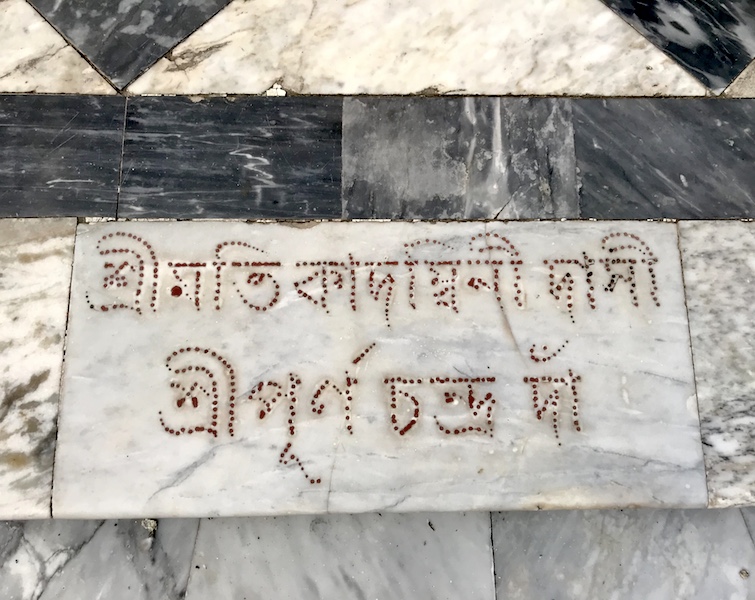 শ্রীমতি কাদম্বিনী দাসী
শ্রীপূর্ণ চন্দ্র দাঁ